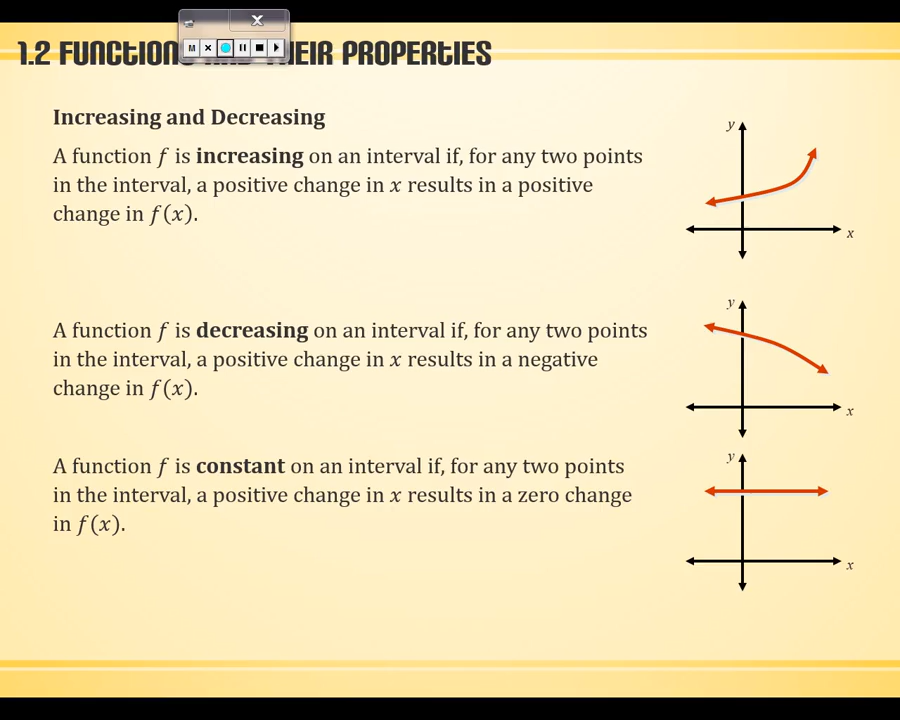 1.2 FUNCTION THEIR PROPERTIES
M
Increasing and Decreasing
A function f is increasing on an interval if, for any two points
in the interval, a positive change in x results in a positive
change in f(x).
y
x
A function f is decreasing on an interval if, for any two points
in the interval, a positive change in x results in a negative
change in f(x).
y
x
A function f is constant on an interval if, for any two points
in the interval, a positive change in x results in a zero change
in f(x).
y
x